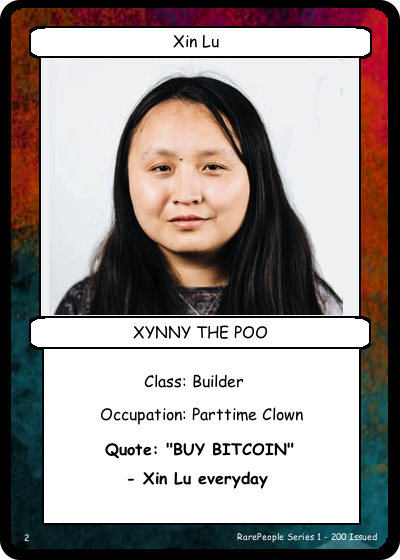 Xin Lu
XYNNY THE POO
Class: Builder
Occupation: Parttime Clown
Quote: "BUY BITCOIN"
- Xin Lu everyday
2
RarePeople Series 1 - 200 Issued